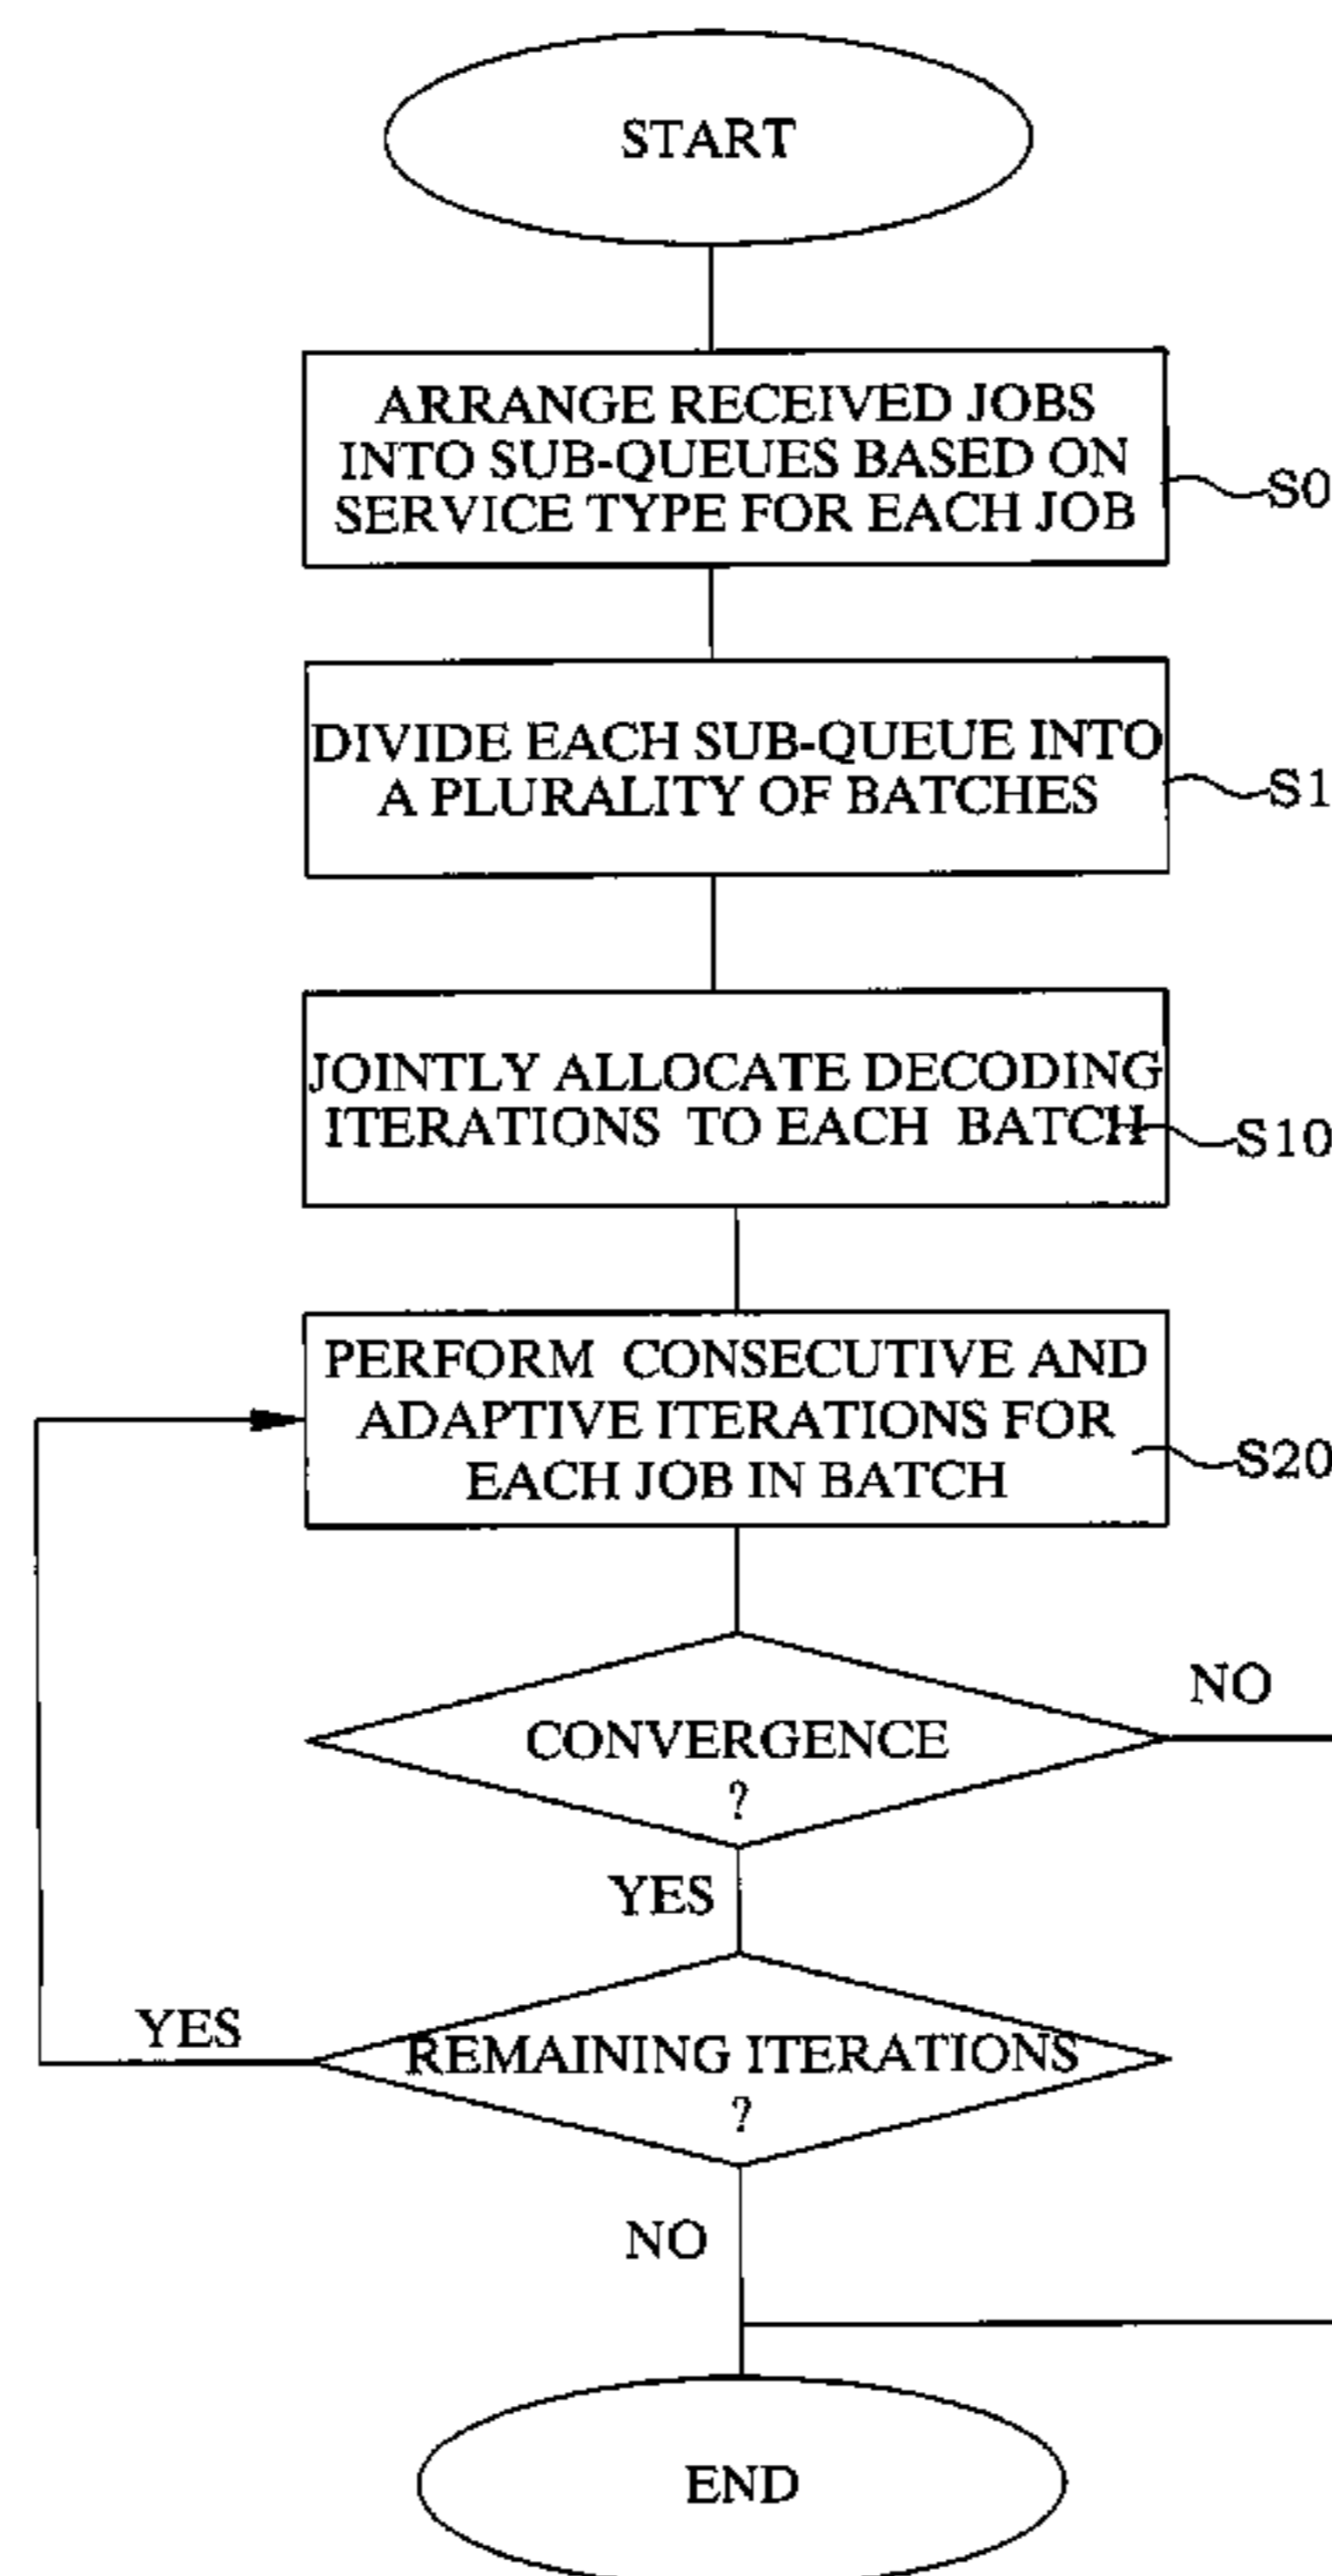 START
ARRANGE RECEIVED JOBS
INTO SUB-QUEUES BASED ON
SERVICE TYPE FOR EACH JOB
S0
DIVIDE EACH SUB-QUEUE INTO
A PLURALITY OF BATCHES
S1
JOINTLY ALLOCATE DECODING
ITERATIONS TO EACH BATCH
S10
PERFORM CONSECUTIVE AND
ADAPTIVE ITERATIONS FOR
EACH JOB IN BATCH
S20
NO
CONVERGENCE
?
YES
YES
REMAINING ITERATIONS
?
NO
END